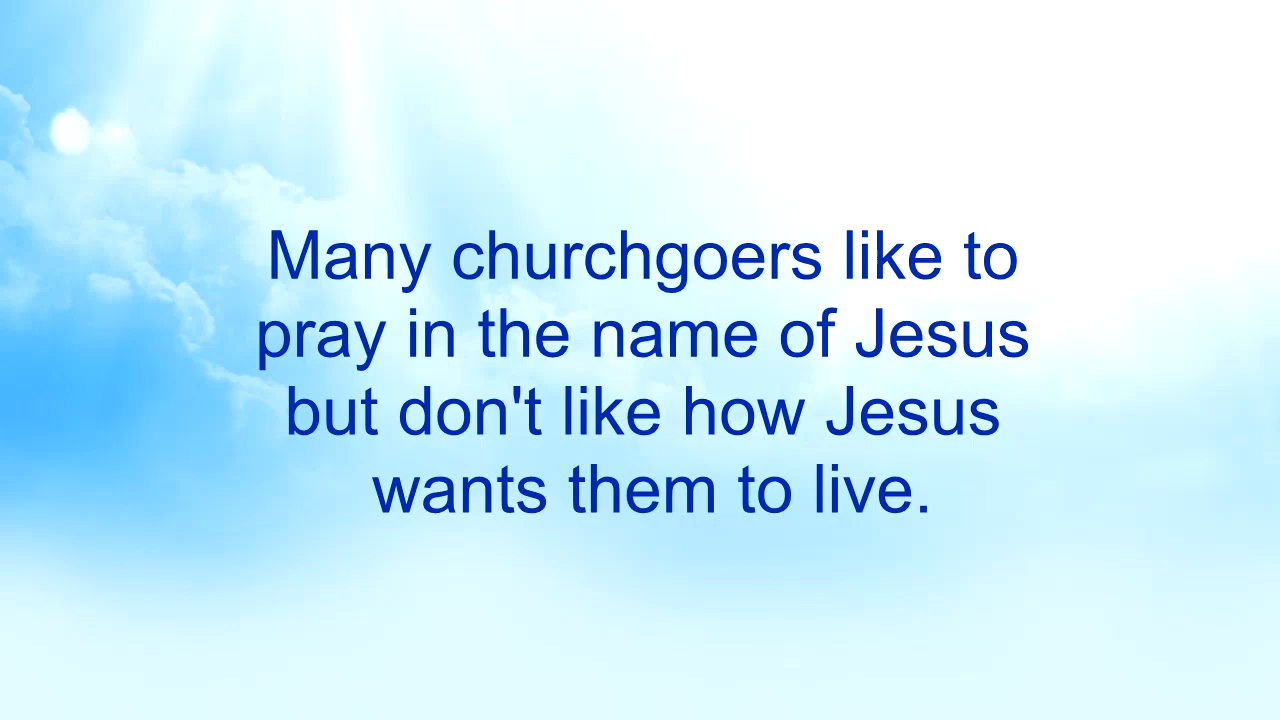 Many churchgoers like to
pray in the name of Jesus
but don't like how Jesus
wants them to live.